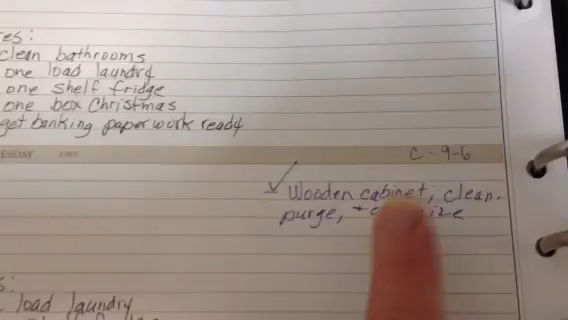 es:
clean bathrooms
one load laundry
one shelf fridge
one box Christmas
get banking paperwork ready
C-9-6
Wooden cabinet; clean,
purge, +
load laundry